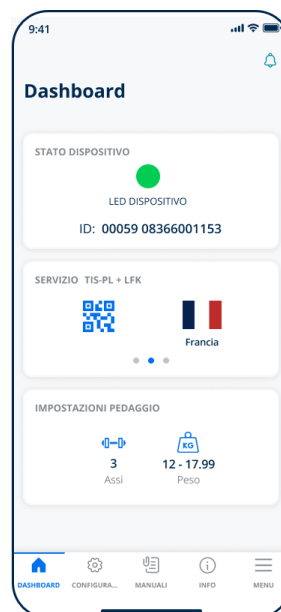 9:41
Dashboard
STATO DISPOSITIVO
LED DISPOSITIVO
ID: 00059 08366001153
SERVIZIO TIS-PL + LFK
Francia
IMPOSTAZIONI PEDAGGIO
KG
3 12 - 17.99
Assi Peso
DASHBOARD CONFIGURA... MANUALI INFO MENU